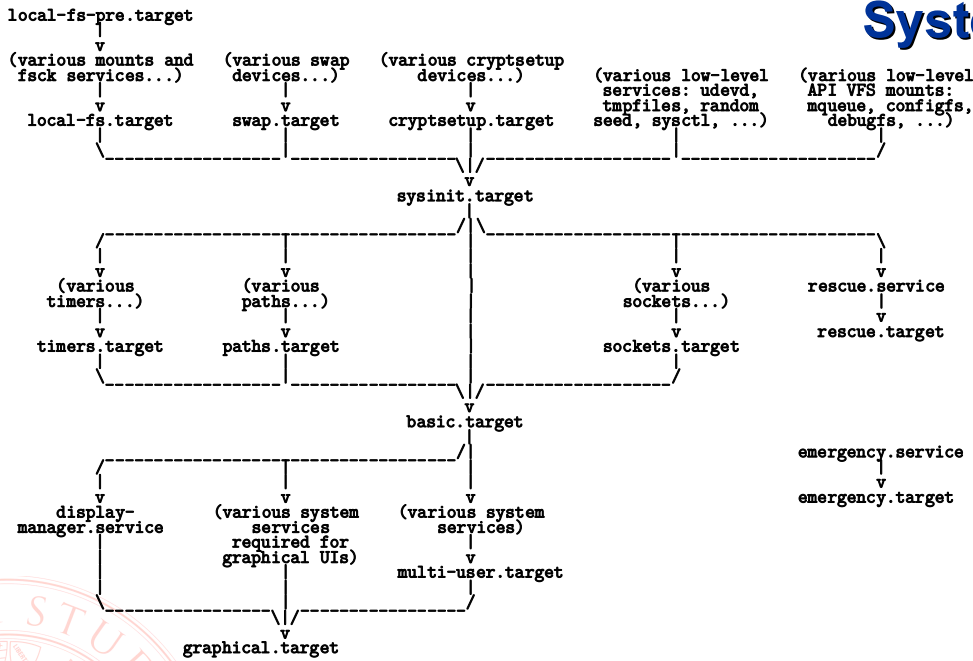 Syste
local-fs-pre.target
(various mounts and
fsck services...)
(various swap
devices...)
(various cryptsetup
devices...)
(various low-level
services: udevd,
tmpfiles, random
seed, sysctl, ...)
(various low-level
API VFS mounts:
mqueue, configfs,
debugfs, ...)
local-fs.target
swap.target
cryptsetup.target
sysinit.target
(various
timers...)
(various
paths...)
(various
sockets...)
rescue.service
rescue.target
timers.target
paths.target
sockets.target
basic.target
emergency.service
emergency.target
display-
manager.service
(various system
services
required for
graphical UIs)
(various system
services)
multi-user.target
graphical.target
STU